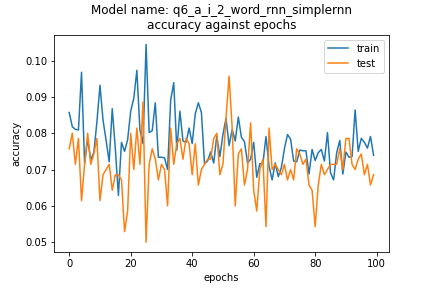 Model name: q6_a_i_2_word_rnn_simplernn
accuracy against epochs
train
test
0.10
0.09
0.08
0.07
0.06
0.05
accuracy
0 20 40 60 80 100
epochs